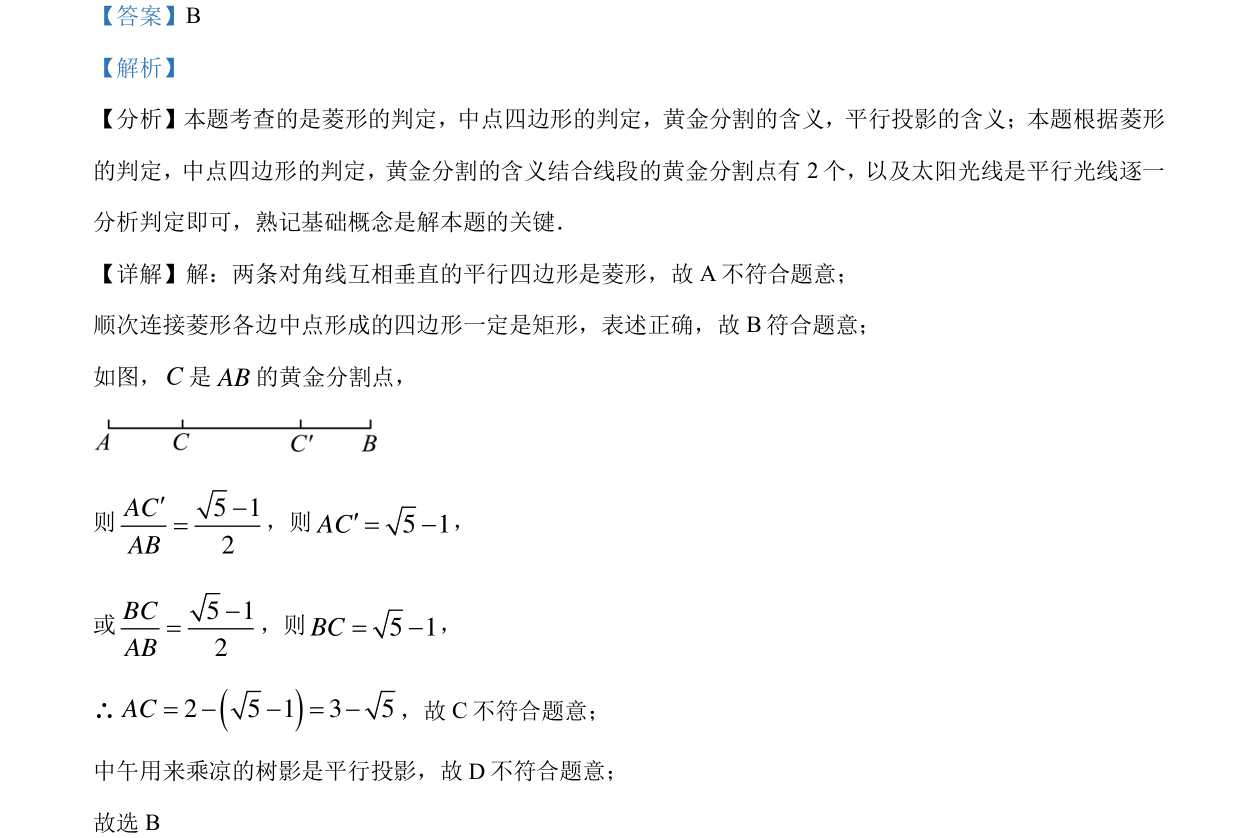 【答案】B
【解析】
【分析】本题考查的是菱形的判定，中点四边形的判定，黄金分割的含义，平行投影的含义；本题根据菱形
的判定，中点四边形的判定，黄金分割的含义结合线段的黄金分割点有 2 个，以及太阳光线是平行光线逐一
分析判定即可，熟记基础概念是解本题的关键．
【详解】解：两条对角线互相垂直的平行四边形是菱形，故 A 不符合题意；
顺次连接菱形各边中点形成的四边形一定是矩形，表述正确，故 B 符合题意；
如图，C 是 AB 的黄金分割点，
A C C′ B
则 AC′/AB = (√5−1)/2，则 AC′ = √5−1，
或 BC/AB = (√5−1)/2，则 BC = √5−1，
∴ AC = 2−(√5−1) = 3−√5，故 C 不符合题意；
中午用来乘凉的树影是平行投影，故 D 不符合题意；
故选 B